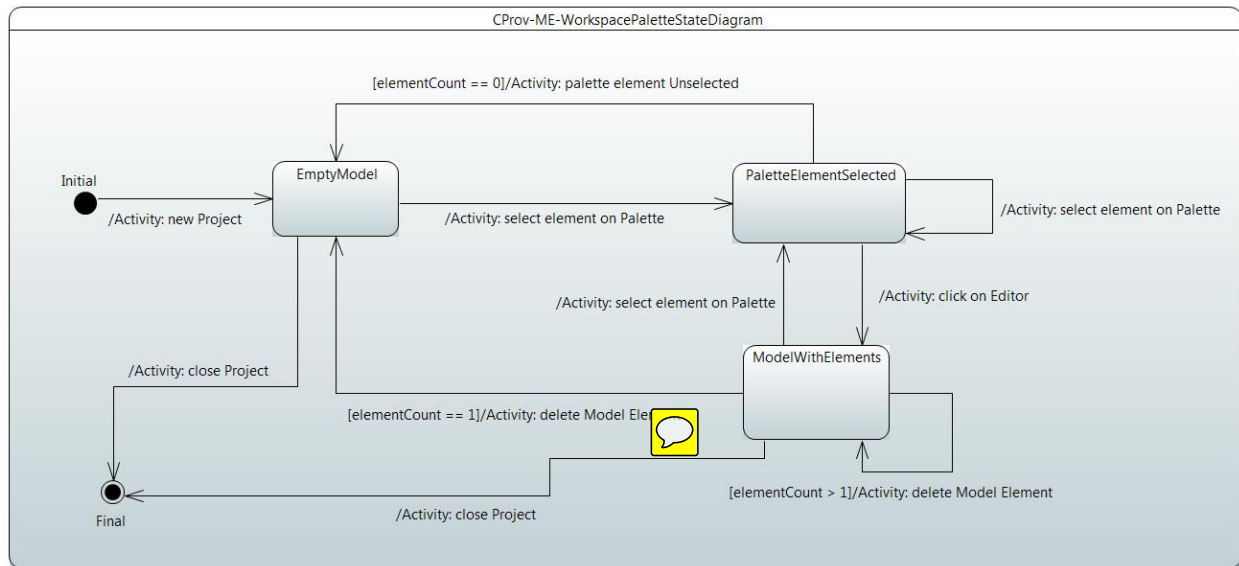 CProv-ME-WorkspacePaletteStateDiagram
[elementCount == 0]/Activity: palette element Unselected
Initial
EmptyModel
PaletteElementSelected
/Activity: new Project
/Activity: select element on Palette
/Activity: select element on Palette
/Activity: select element on Palette
/Activity: click on Editor
ModelWithElements
/Activity: close Project
[elementCount == 1]/Activity: delete Model
[elementCount > 1]/Activity: delete Model Element
/Activity: close Project
Final